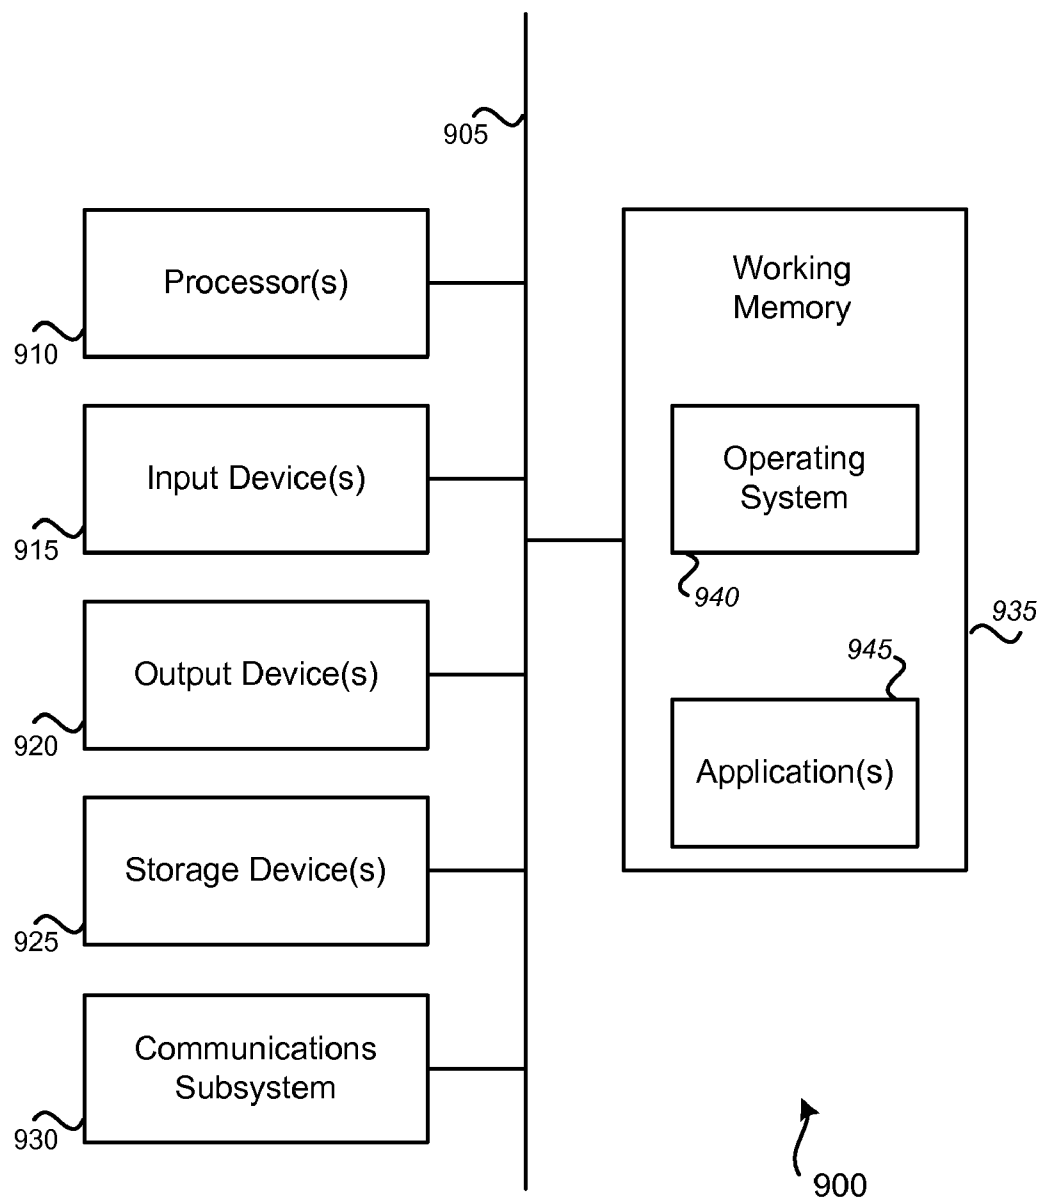 905
Processor(s)
910
Input Device(s)
915
Output Device(s)
920
Storage Device(s)
925
Communications
Subsystem
930
Working
Memory
Operating
System
940
935
945
Application(s)
900